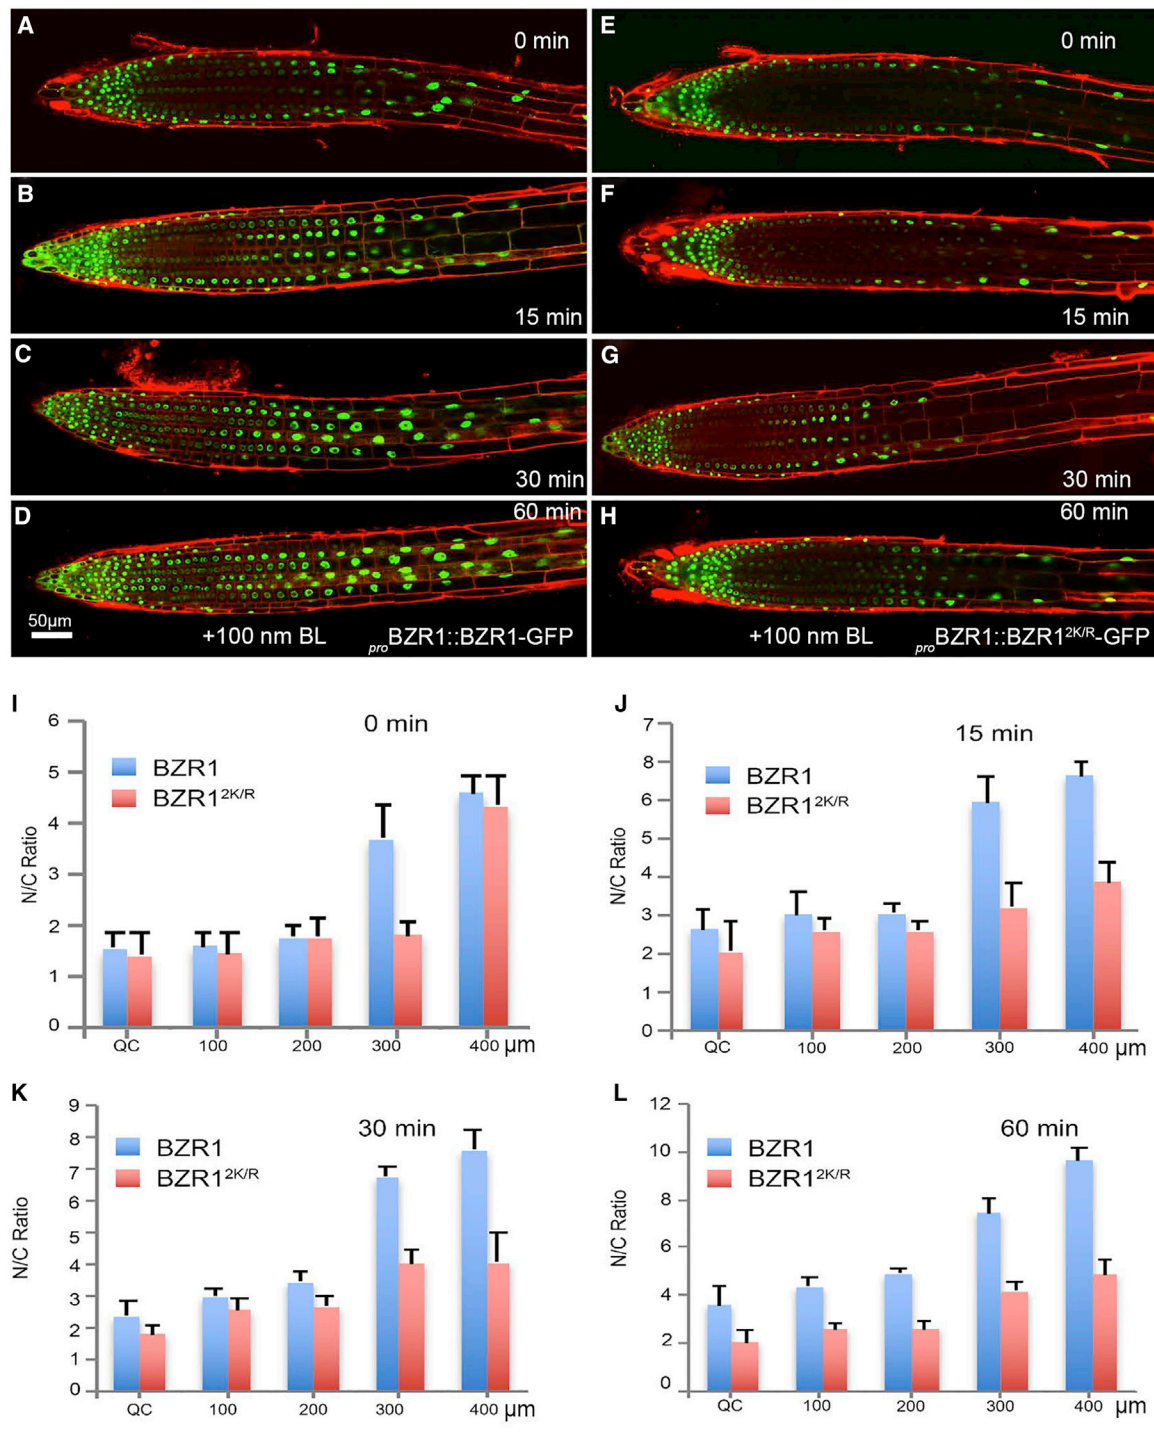 A
0 min
E
0 min
B
15 min
F
15 min
C
30 min
G
30 min
D
60 min
50µm
+100 nm BL
proBZR1::BZR1-GFP
H
60 min
+100 nm BL
proBZR1::BZR12K/R-GFP
I
0 min
BZR1
BZR12K/R
N/C Ratio
6
5
4
3
2
1
0
QC 100 200 300 400 µm
J
15 min
BZR1
BZR12K/R
N/C Ratio
7
8
6
5
4
3
2
1
0
QC 100 200 300 400 µm
K
30 min
BZR1
BZR12K/R
N/C Ratio
9
8
7
6
5
4
3
2
1
0
QC 100 200 300 400 µm
L
60 min
BZR1
BZR12K/R
N/C Ratio
12
10
8
6
4
2
0
QC 100 200 300 400 µm